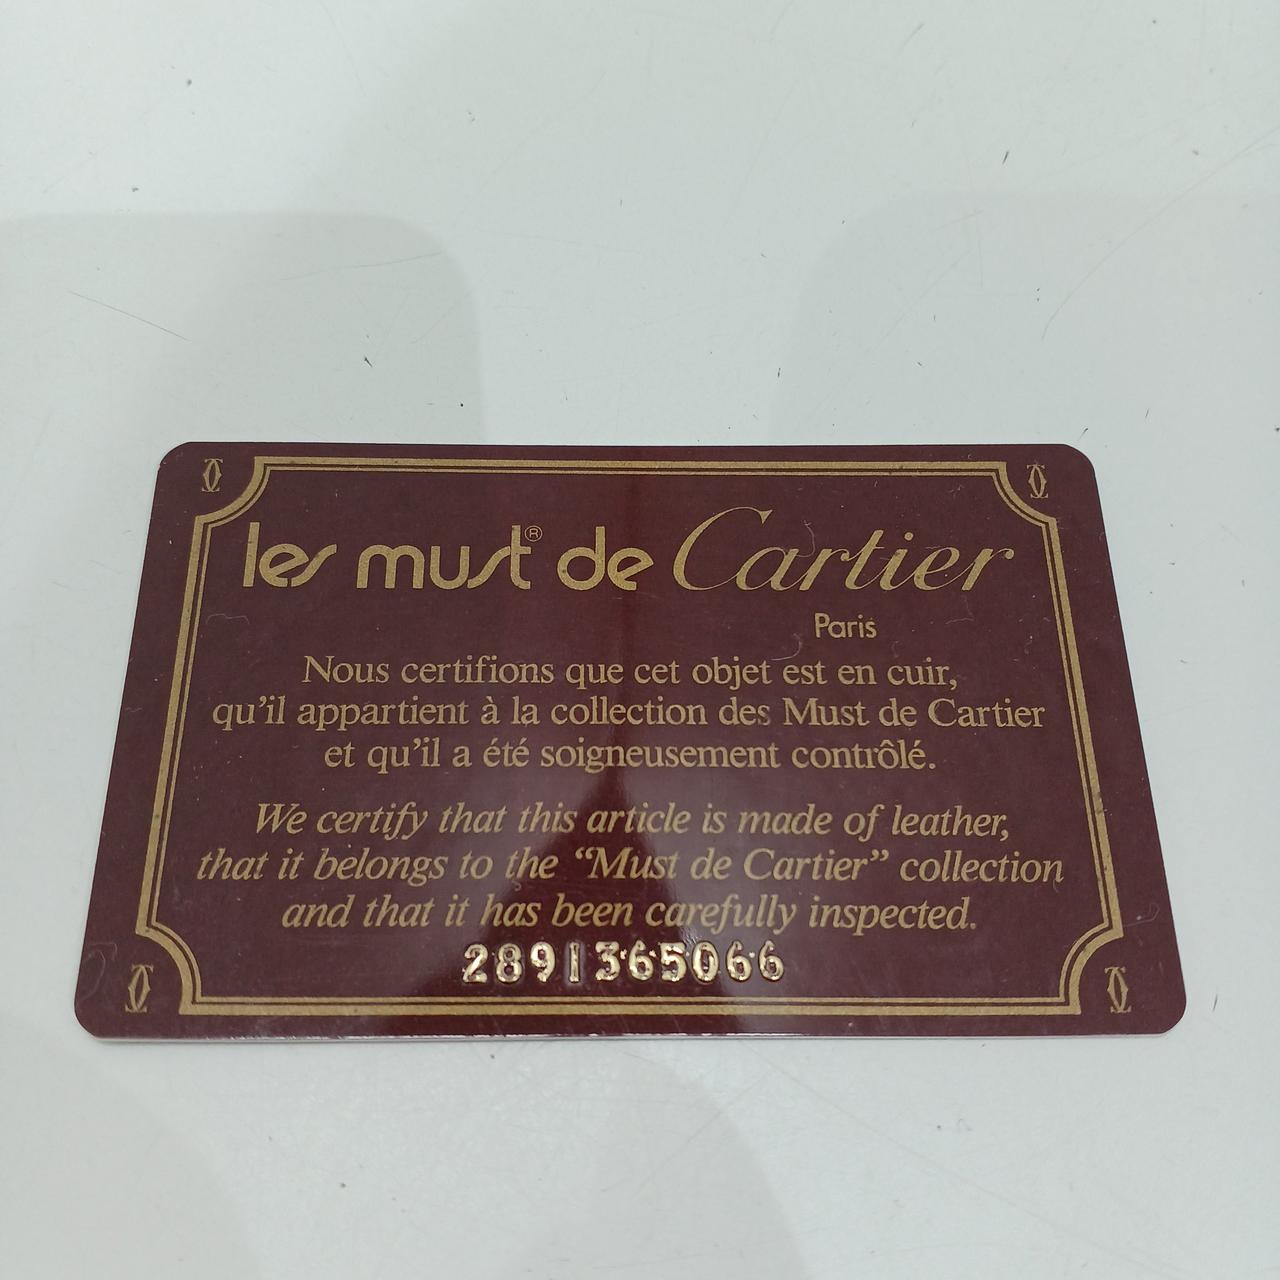 les must® de Cartier
Paris
Nous certifions que cet objet est en cuir,
qu'il appartient à la collection des Must de Cartier
et qu'il a été soigneusement contrôlé.
We certify that this article is made of leather,
that it belongs to the “Must de Cartier” collection
and that it has been carefully inspected.
2891365066